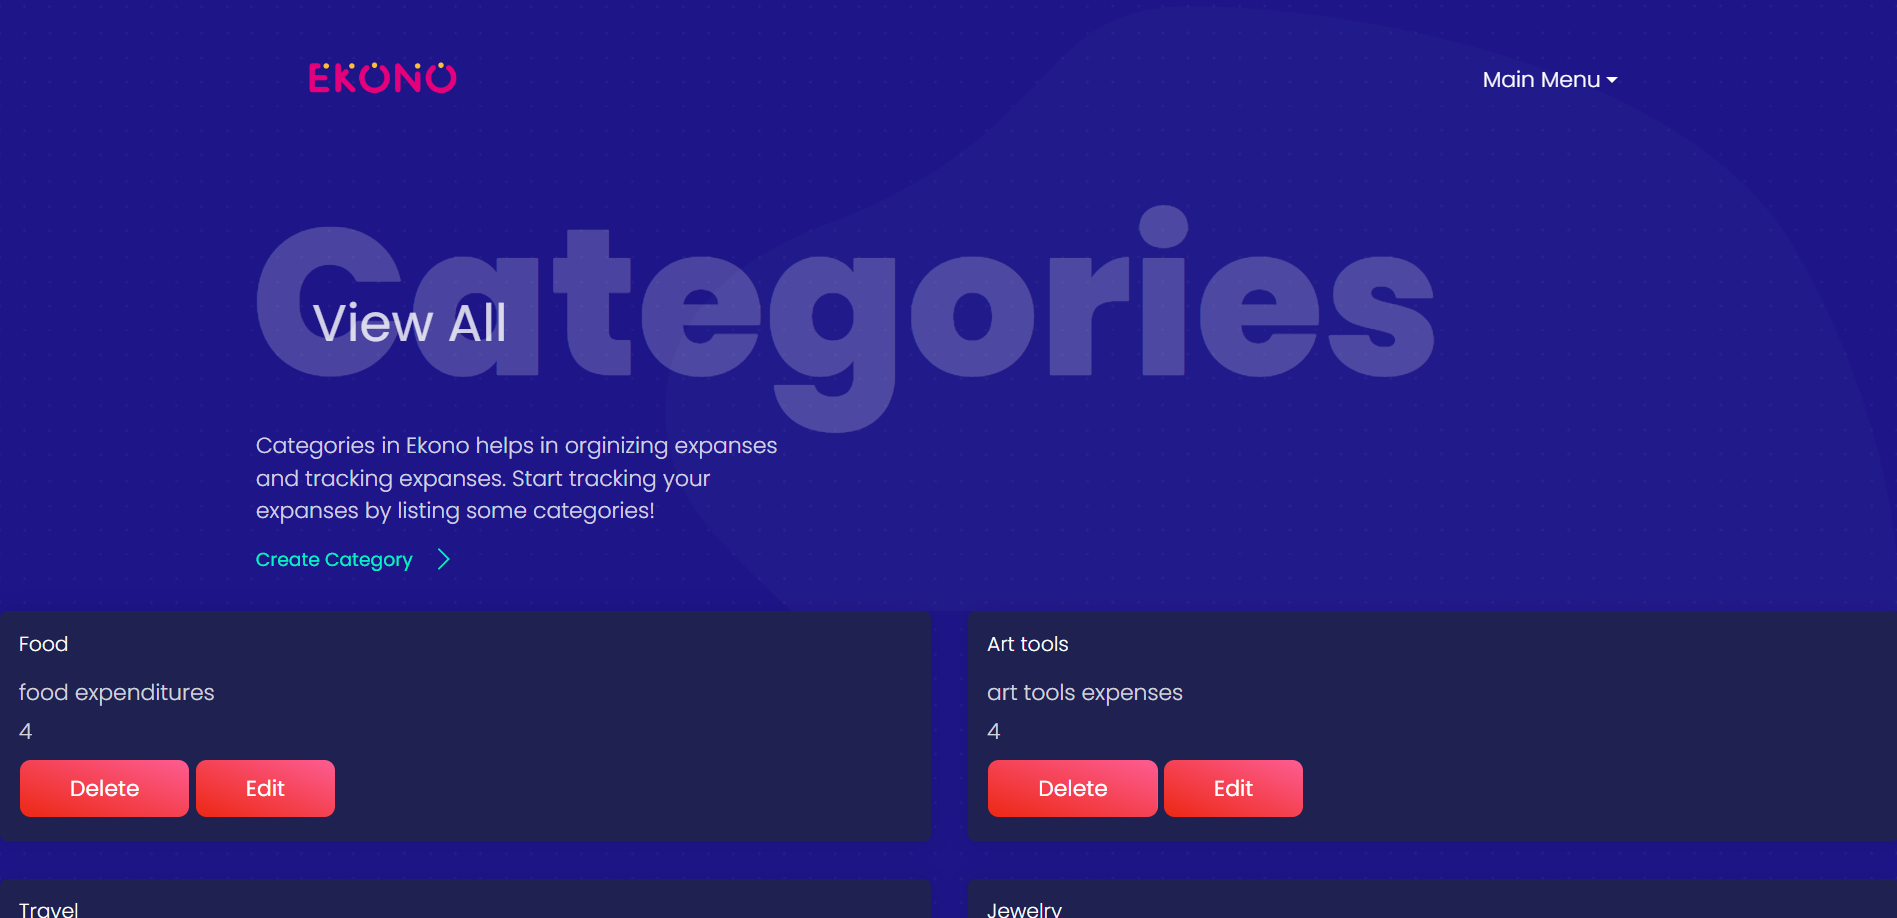 EKONO
Main Menu
Categories
View All
Categories in Ekono helps in orginizing expanses
and tracking expanses. Start tracking your
expanses by listing some categories!
Create Category
Food
food expenditures
4
Delete Edit
Art tools
art tools expenses
4
Delete Edit
Travel
Jewelry